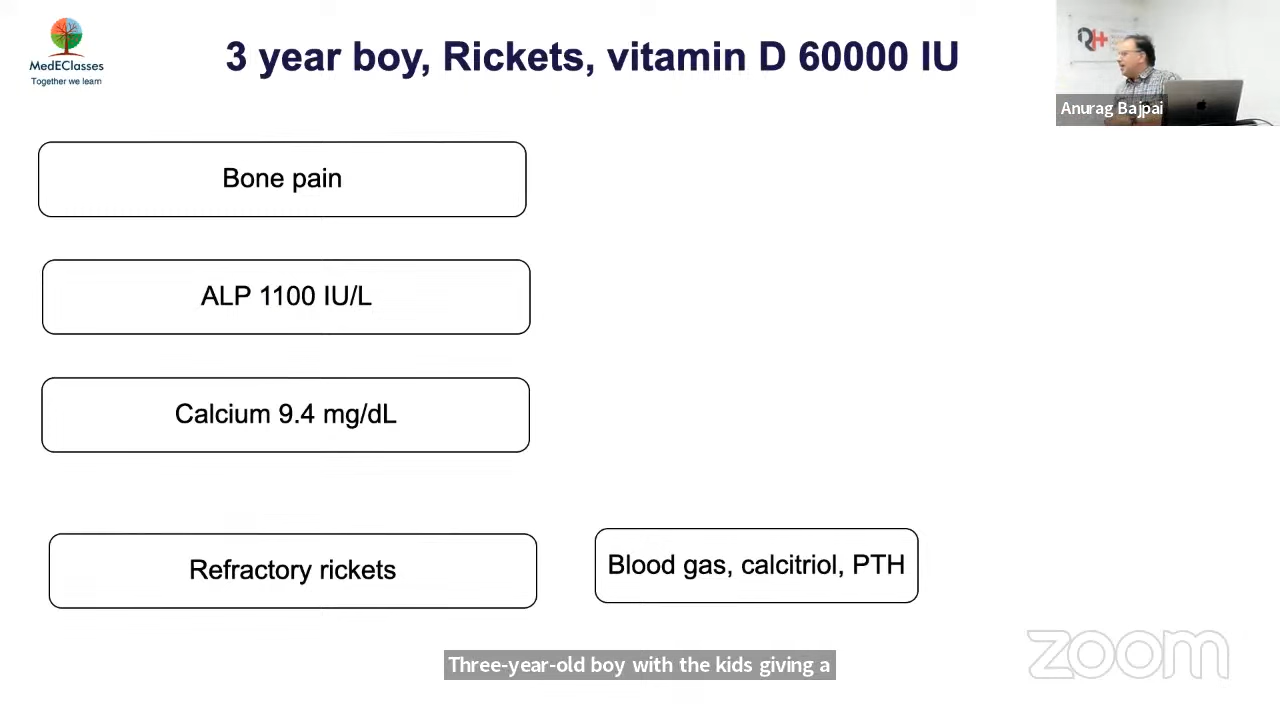 MedEClasses
Together we learn
3 year boy, Rickets, vitamin D 60000 IU
Anurag Bajpai
Bone pain
ALP 1100 IU/L
Calcium 9.4 mg/dL
Refractory rickets
Blood gas, calcitriol, PTH
Three-year-old boy with the kids giving a
zoom